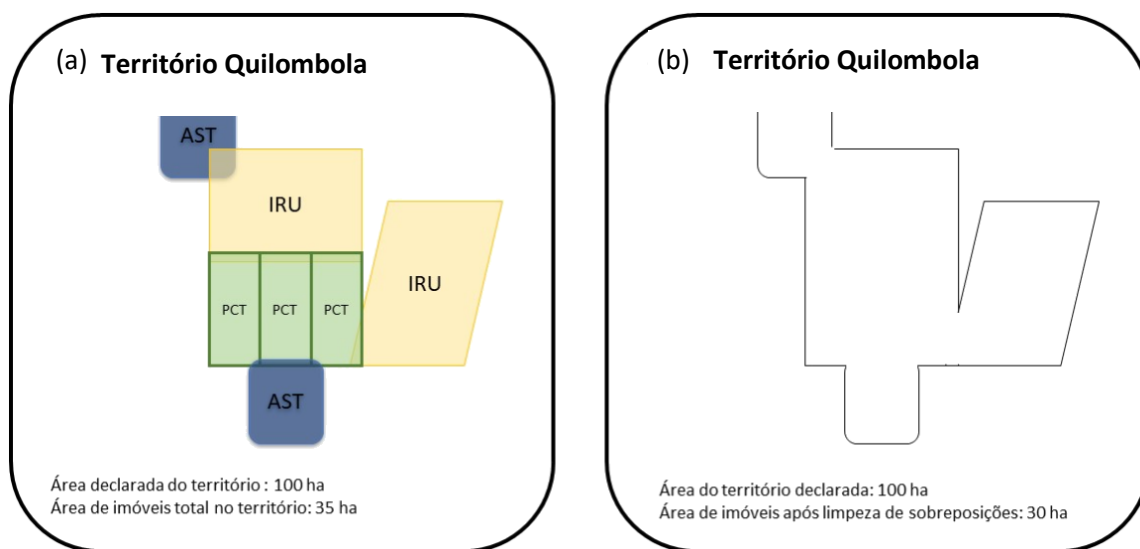 (a) Território Quilombola
AST
IRU
IRU
PCT PCT PCT
AST
Área declarada do território : 100 ha
Área de imóveis total no território: 35 ha
(b) Território Quilombola
Área do território declarada: 100 ha
Área de imóveis após limpeza de sobreposições: 30 ha